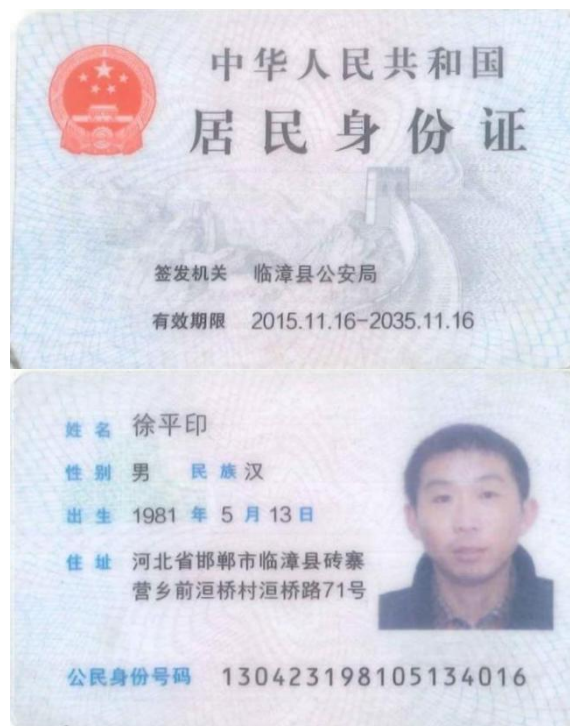 中华人民共和国
居民身份证
签发机关 临漳县公安局
有效期限 2015.11.16-2035.11.16
姓名 徐平印
性别 男 民族 汉
出生 1981 年 5 月 13 日
住址 河北省邯郸市临漳县砖寨
营乡前洹桥村洹桥路71号
公民身份号码 130423198105134016